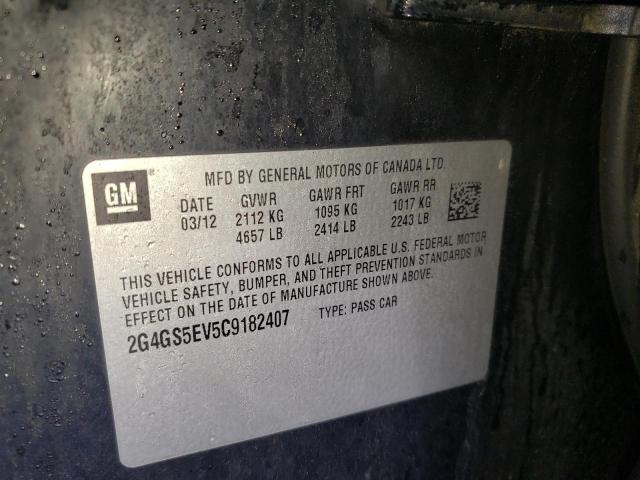 MFD BY GENERAL MOTORS OF CANADA LTD.
GM ®
DATE GVWR GAWR FRT GAWR RR
03/12 2112 KG 1095 KG 1017 KG
4657 LB 2414 LB 2243 LB
THIS VEHICLE CONFORMS TO ALL APPLICABLE U.S. FEDERAL MOTOR
VEHICLE SAFETY, BUMPER, AND THEFT PREVENTION STANDARDS IN
EFFECT ON THE DATE OF MANUFACTURE SHOWN ABOVE.
2G4GS5EV5C9182407 TYPE: PASS CAR